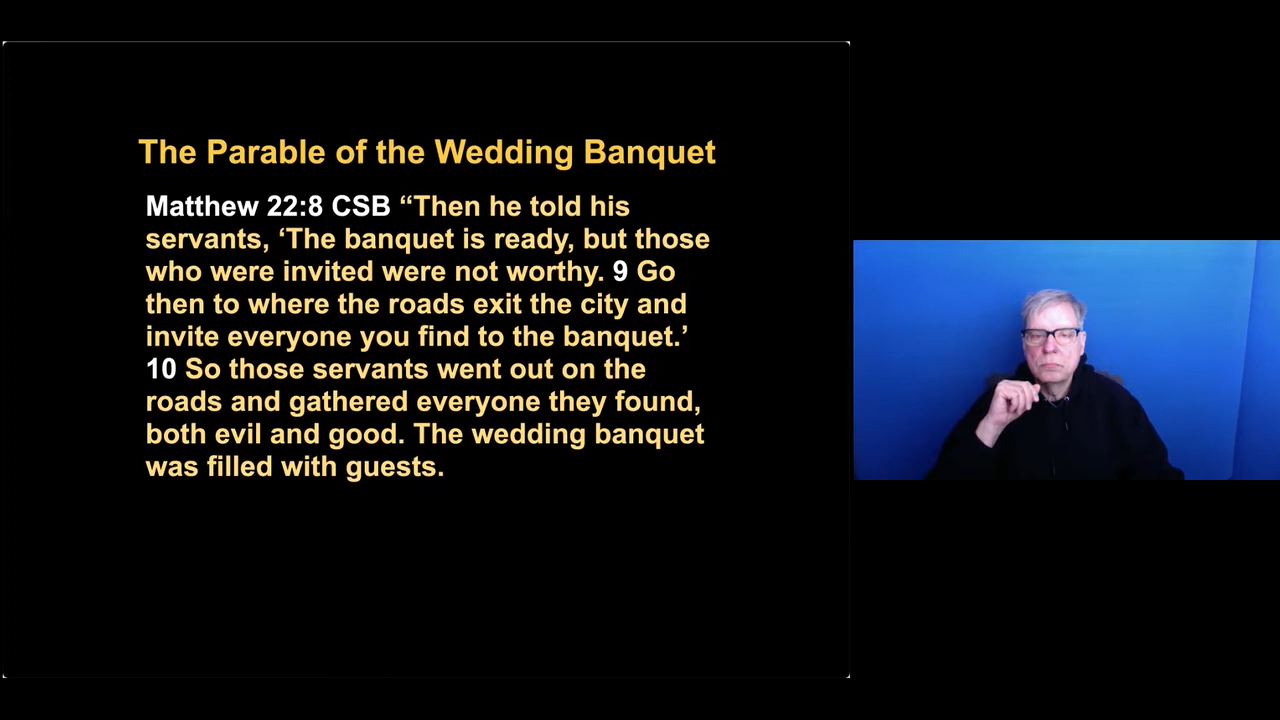 The Parable of the Wedding Banquet
Matthew 22:8 CSB “Then he told his
servants, ‘The banquet is ready, but those
who were invited were not worthy. 9 Go
then to where the roads exit the city and
invite everyone you find to the banquet.’
10 So those servants went out on the
roads and gathered everyone they found,
both evil and good. The wedding banquet
was filled with guests.